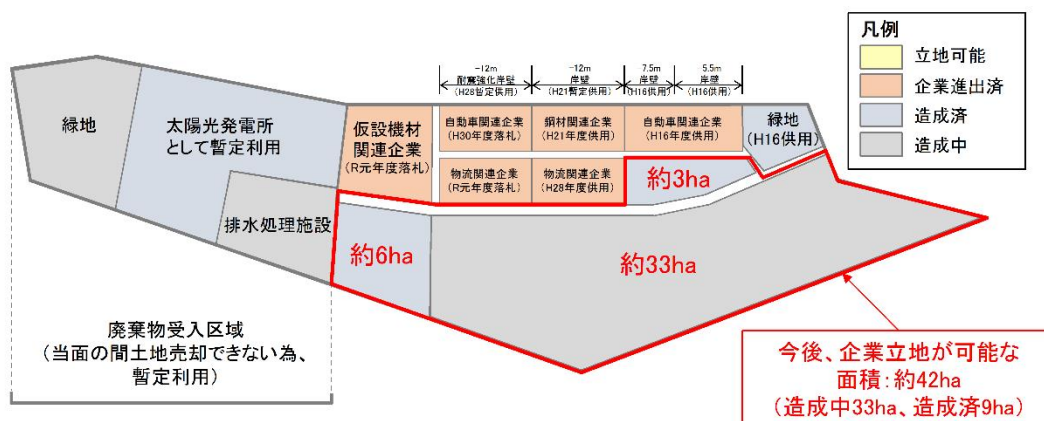 凡例
立地可能
企業進出済
造成済
造成中
-12m
耐震強化岸壁
(H28暫定供用)
-12m
岸壁
(H21暫定供用)
7.5m
岸壁
(H16供用)
5.5m
岸壁
(H16供用)
緑地
太陽光発電所
として暫定利用
排水処理施設
仮設機材
関連企業
(R元年度落札)
自動車関連企業
(H30年度落札)
鋼材関連企業
(H21年度供用)
自動車関連企業
(H16年度供用)
緑地
(H16供用)
物流関連企業
(R元年度落札)
物流関連企業
(H28年度供用)
約3ha
約6ha
約33ha
廃棄物受入区域
(当面の間土地売却できない為、
暫定利用)
今後、企業立地が可能な
面積:約42ha
(造成中33ha、造成済9ha)